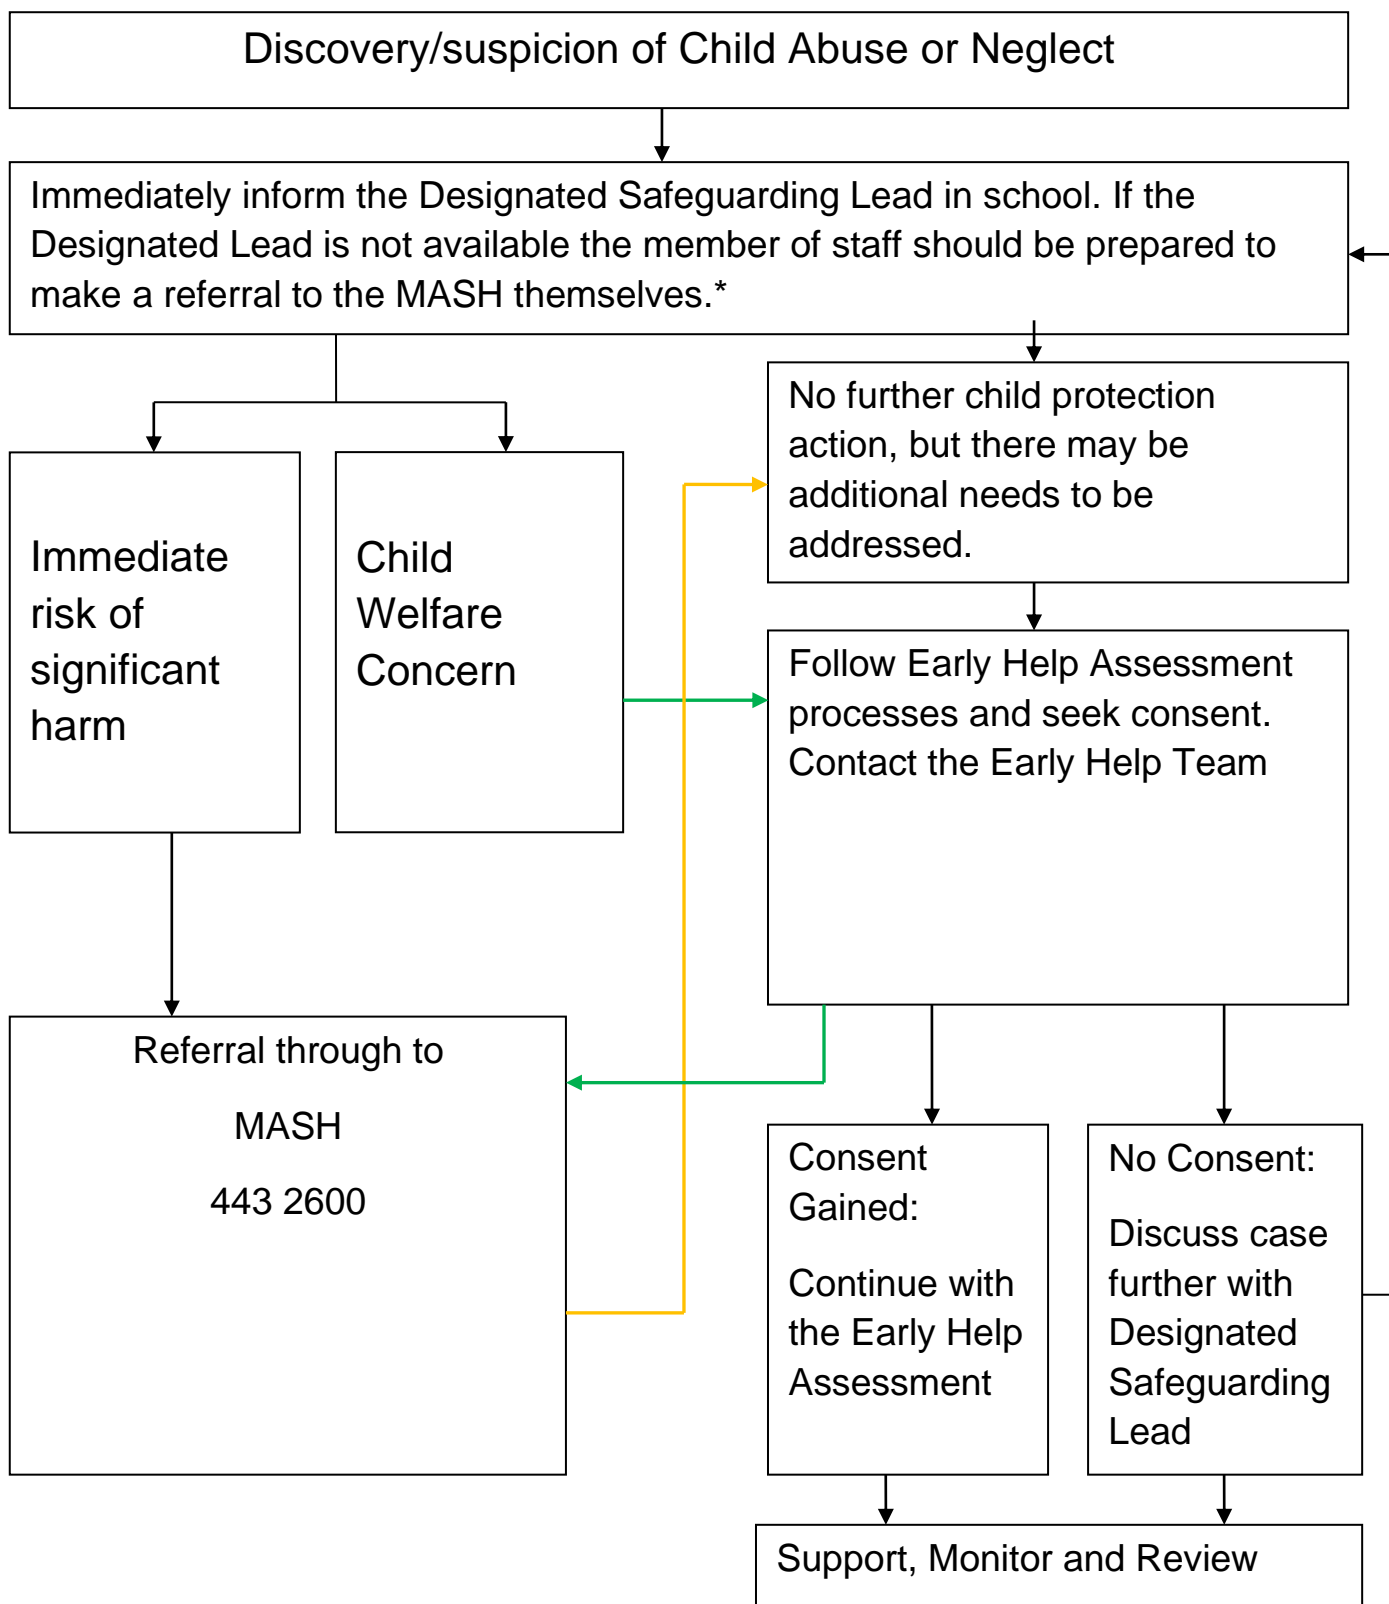 Discovery/suspicion of Child Abuse or Neglect
Immediately inform the Designated Safeguarding Lead in school. If the
Designated Lead is not available the member of staff should be prepared to
make a referral to the MASH themselves.*
No further child protection
action, but there may be
additional needs to be
addressed.
Immediate
risk of
significant
harm
Child
Welfare
Concern
Follow Early Help Assessment
processes and seek consent.
Contact the Early Help Team
Referral through to
MASH
443 2600
Consent
Gained:
Continue with
the Early Help
Assessment
No Consent:
Discuss case
further with
Designated
Safeguarding
Lead
Support, Monitor and Review